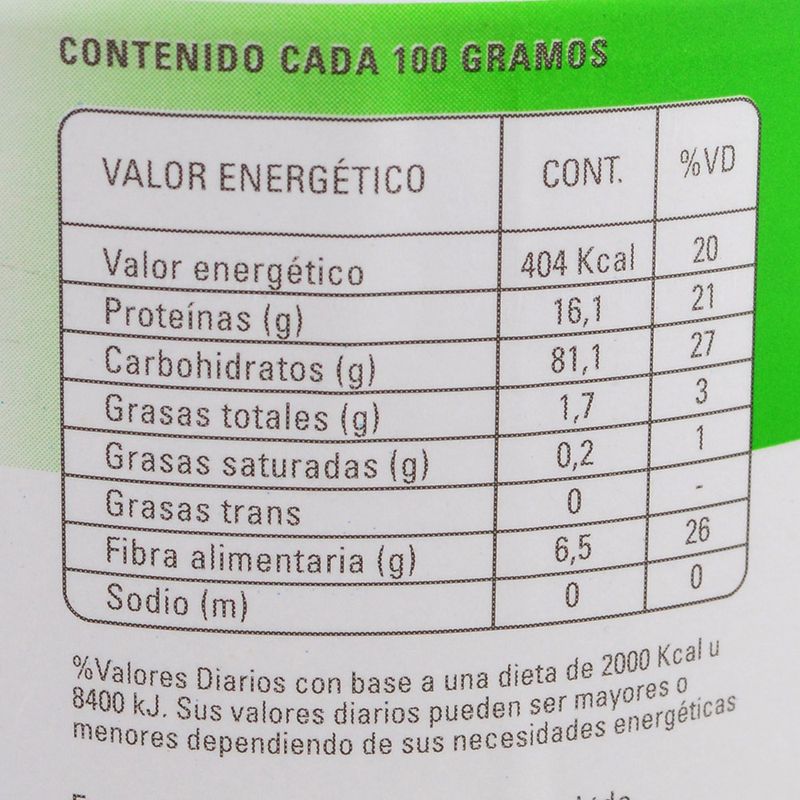 CONTENIDO CADA 100 GRAMOS
VALOR ENERGÉTICO CONT. %VD
Valor energético 404 Kcal 20
Proteínas (g) 16,1 21
Carbohidratos (g) 81,1 27
Grasas totales (g) 1,7 3
Grasas saturadas (g) 0,2 1
Grasas trans 0 -
Fibra alimentaria (g) 6,5 26
Sodio (m) 0 0
%Valores Diarios con base a una dieta de 2000 Kcal u
8400 kJ. Sus valores diarios pueden ser mayores o
menores dependiendo de sus necesidades energéticas